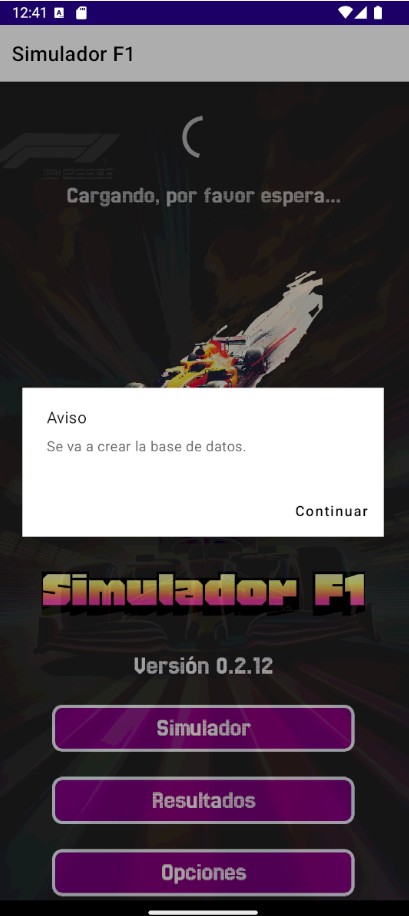 12:41
Simulador F1
Cargando, por favor espera...
Aviso
Se va a crear la base de datos.
Continuar
Simulador F1
Versión 0.2.12
Simulador
Resultados
Opciones